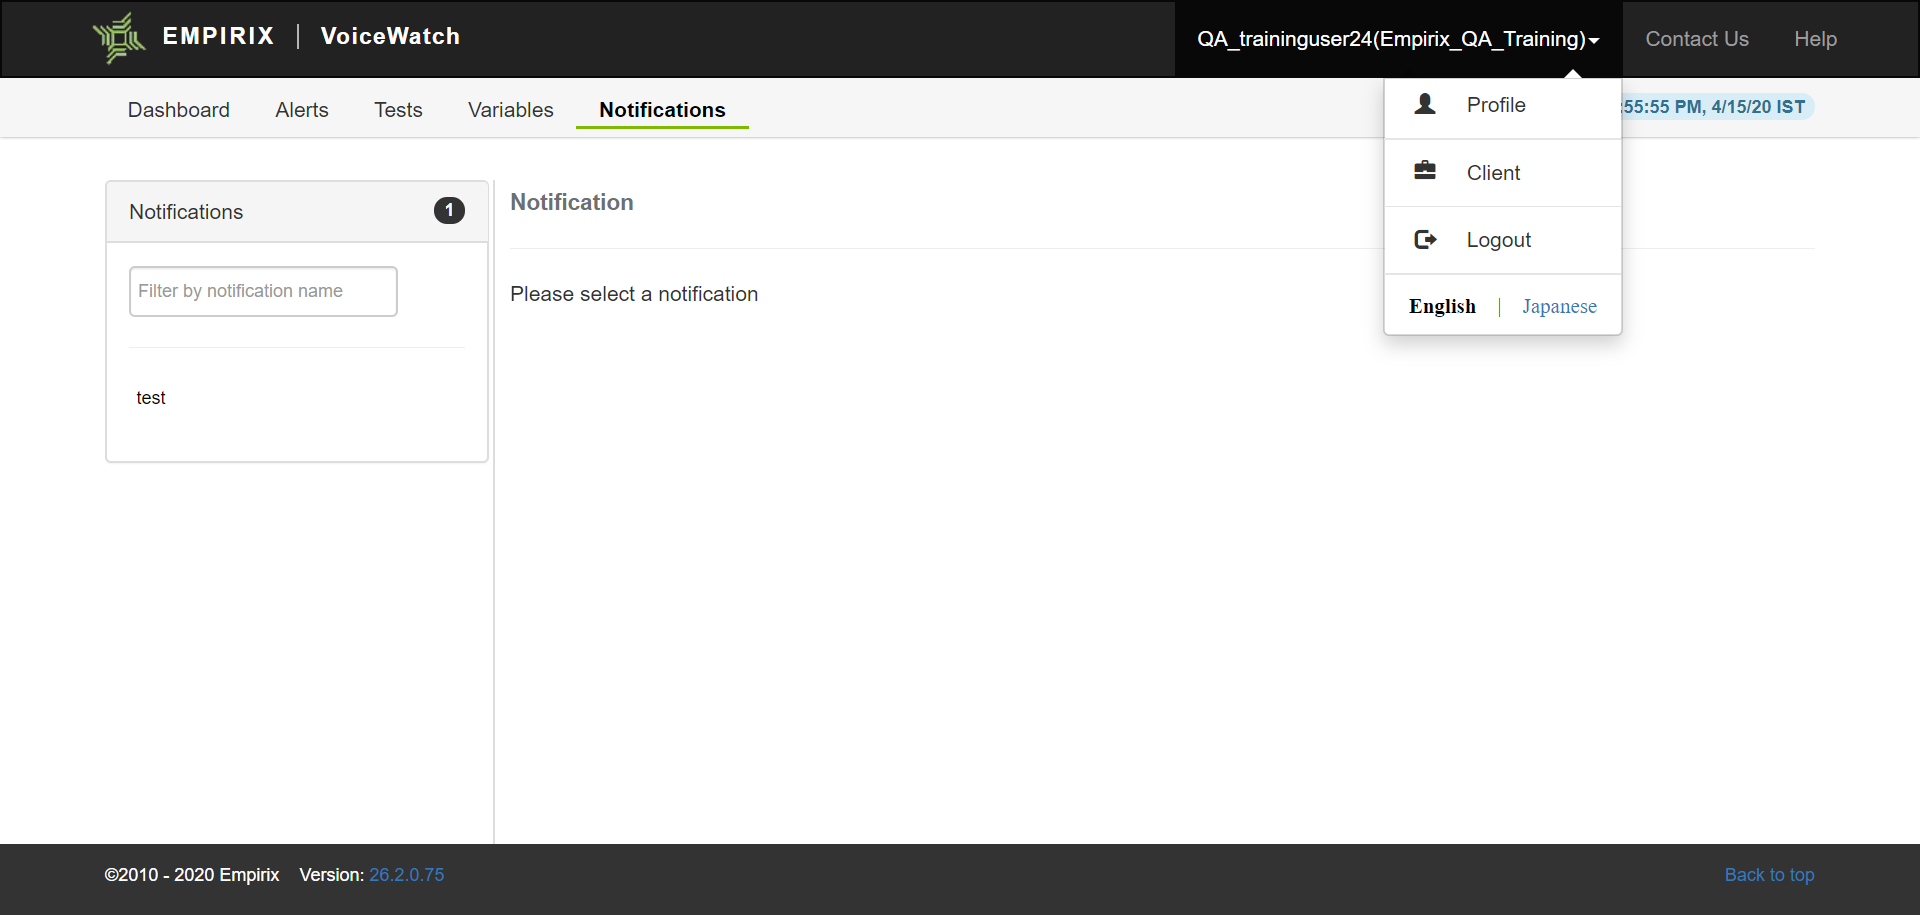 EMPIRIX | VoiceWatch
QA_traininguser24(Empirix_QA_Training)
Contact Us
Help
Dashboard
Alerts
Tests
Variables
Notifications
:55:55 PM, 4/15/20 IST
Profile
Client
Logout
English | Japanese
Notifications
1
Filter by notification name
test
Notification
Please select a notification
©2010 - 2020 Empirix Version: 26.2.0.75
Back to top